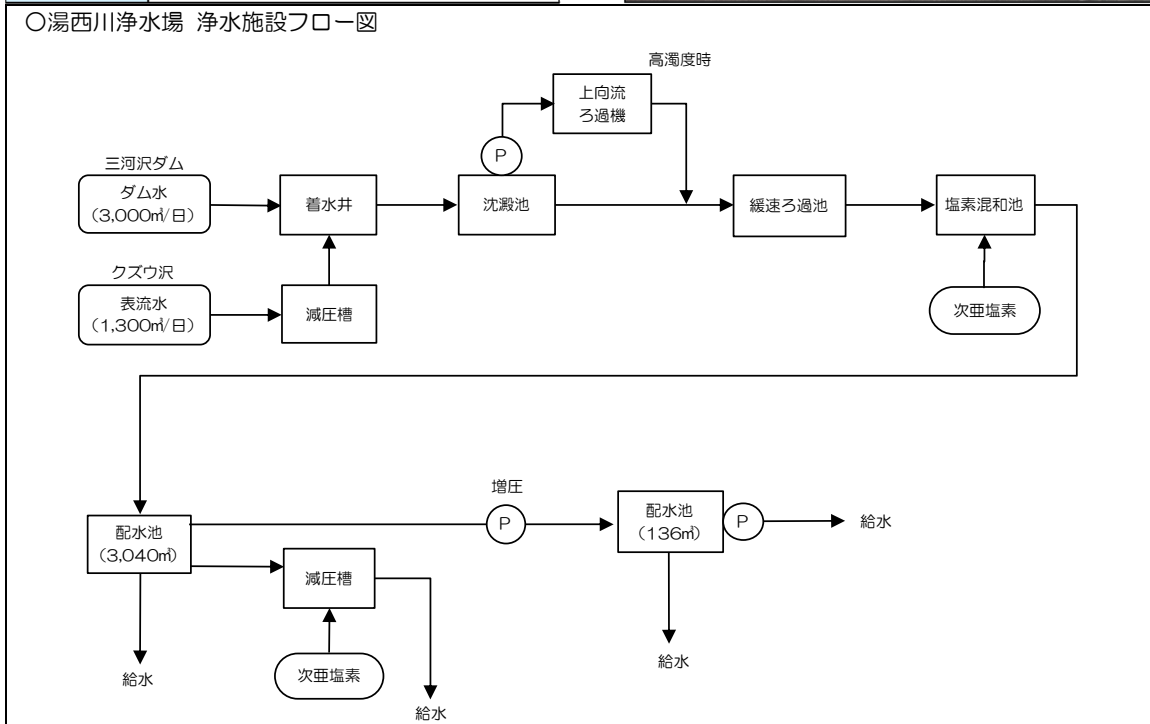 〇湯西川浄水場 浄水施設フロー図
高濁度時
上向流
ろ過機
P
三河沢ダム
ダム水
(3,000㎥/日)
着水井
沈澱池
緩速ろ過池
塩素混和池
クズウ沢
表流水
(1,300㎥/日)
減圧槽
次亜塩素
増圧
配水池
(3,040㎥)
P
配水池
(136㎥)
P
給水
減圧槽
給水
次亜塩素
給水
給水